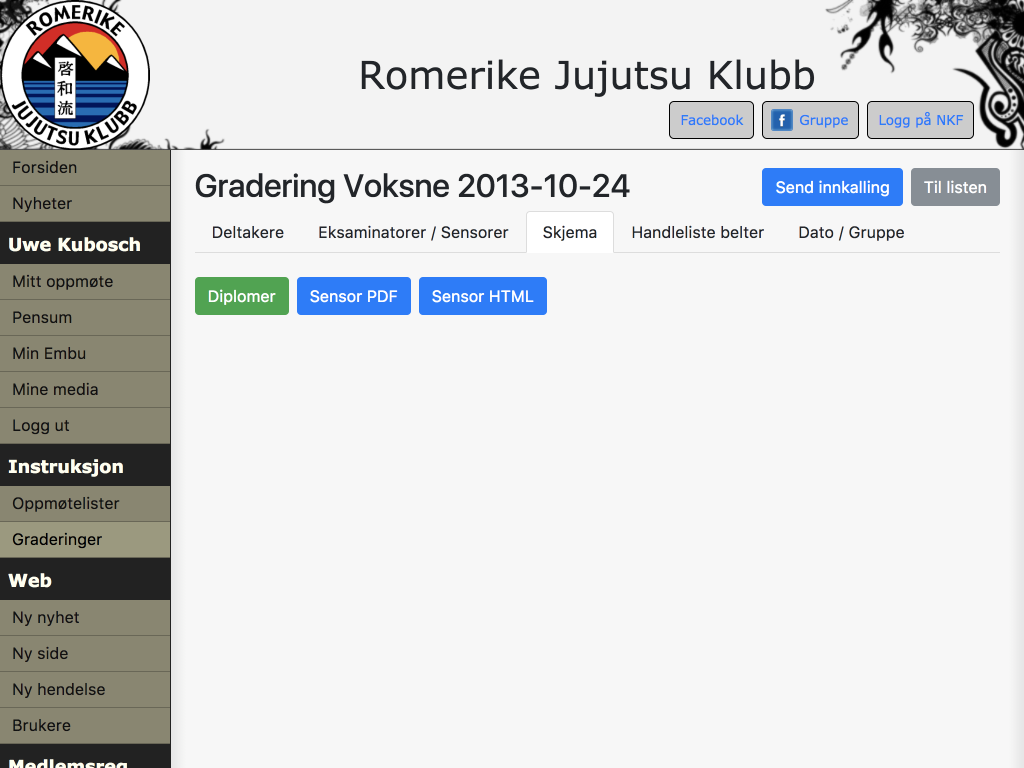 ROMERIKE
啓和流
JUJUTSU KLUBB
Romerike Jujutsu Klubb
Facebook
Gruppe
Logg på NKF
Forsiden
Nyheter
Uwe Kubosch
Mitt oppmøte
Pensum
Min Embu
Mine media
Logg ut
Instruksjon
Oppmøtelister
Graderinger
Web
Ny nyhet
Ny side
Ny hendelse
Brukere
Medlemsreg
Gradering Voksne 2013-10-24
Send innkalling
Til listen
Deltakere
Eksaminatorer / Sensorer
Skjema
Handleliste belter
Dato / Gruppe
Diplomer
Sensor PDF
Sensor HTML